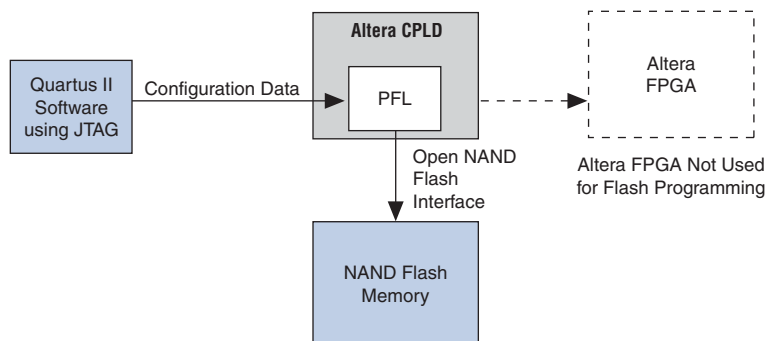 Altera CPLD
Quartus II
Software
using JTAG
Configuration Data
PFL
Altera
FPGA
Open NAND
Flash
Interface
Altera FPGA Not Used
for Flash Programming
NAND Flash
Memory